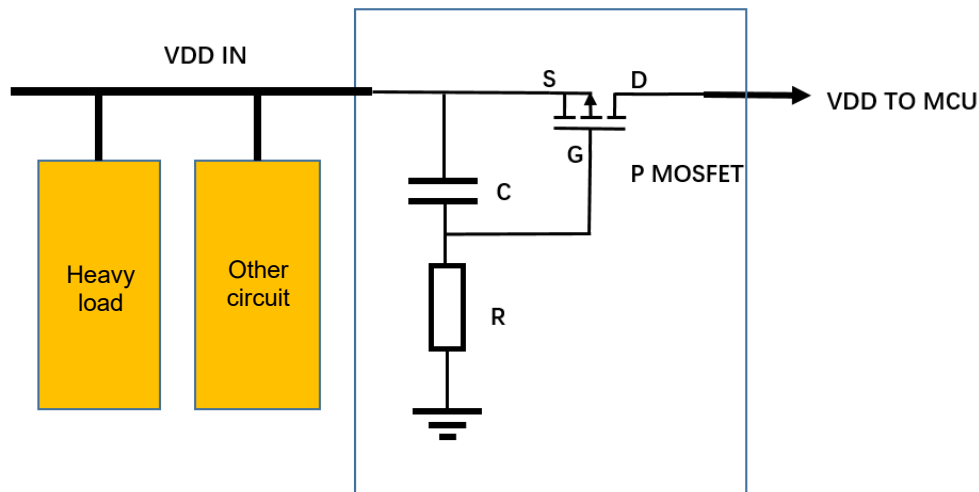 VDD IN
S
D
VDD TO MCU
G
P MOSFET
C
Heavy
load
Other
circuit
R